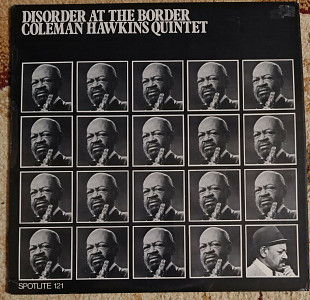 DISORDER AT THE BORDER
COLEMAN HAWKINS QUINTET
SPOTLITE 121